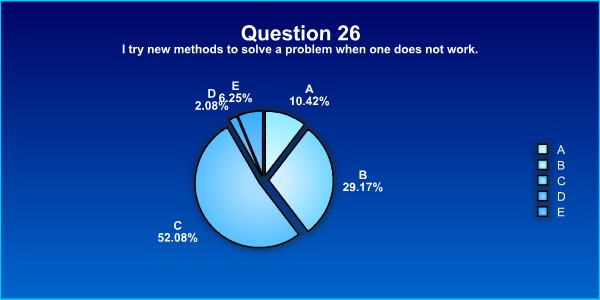 Question 26
I try new methods to solve a problem when one does not work.
E
6.25%
D
2.08%
A
10.42%
B
29.17%
C
52.08%
A
B
C
D
E